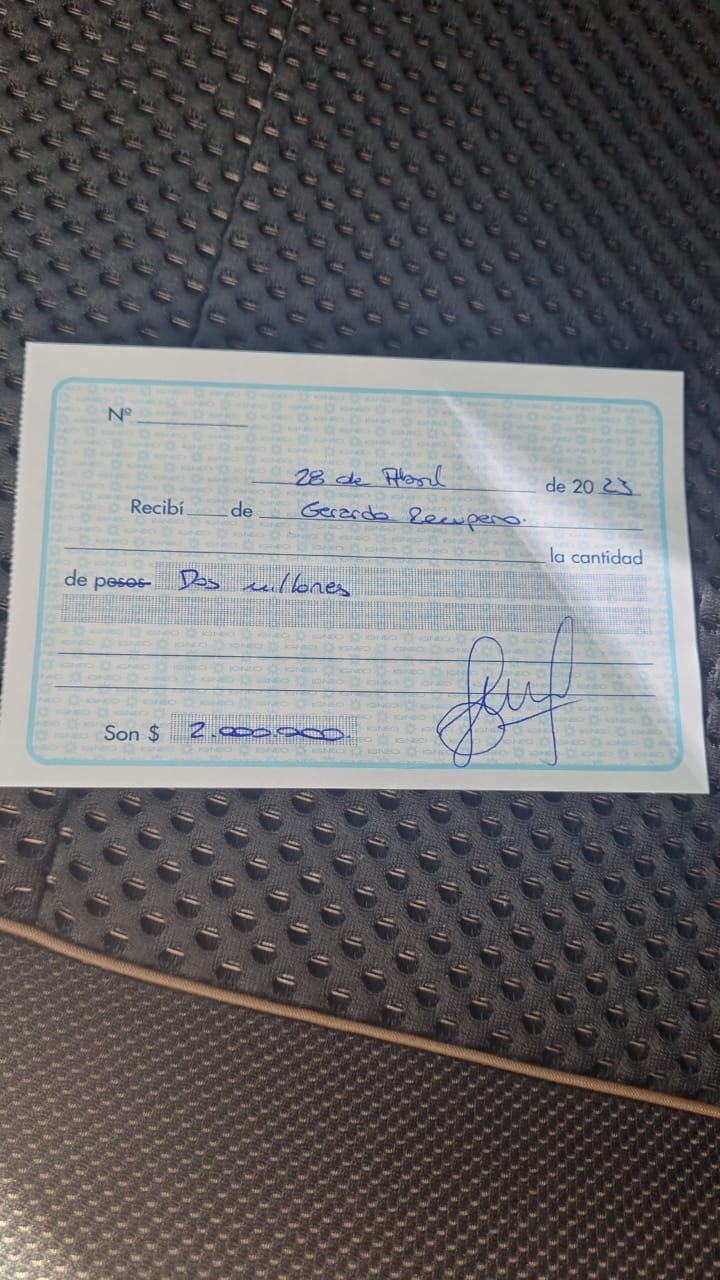 Nº
28 de Abril de 2023
Recibí de Gerardo Recupero.
la cantidad
de pesos Dos millones
Son $ 2.000.000.